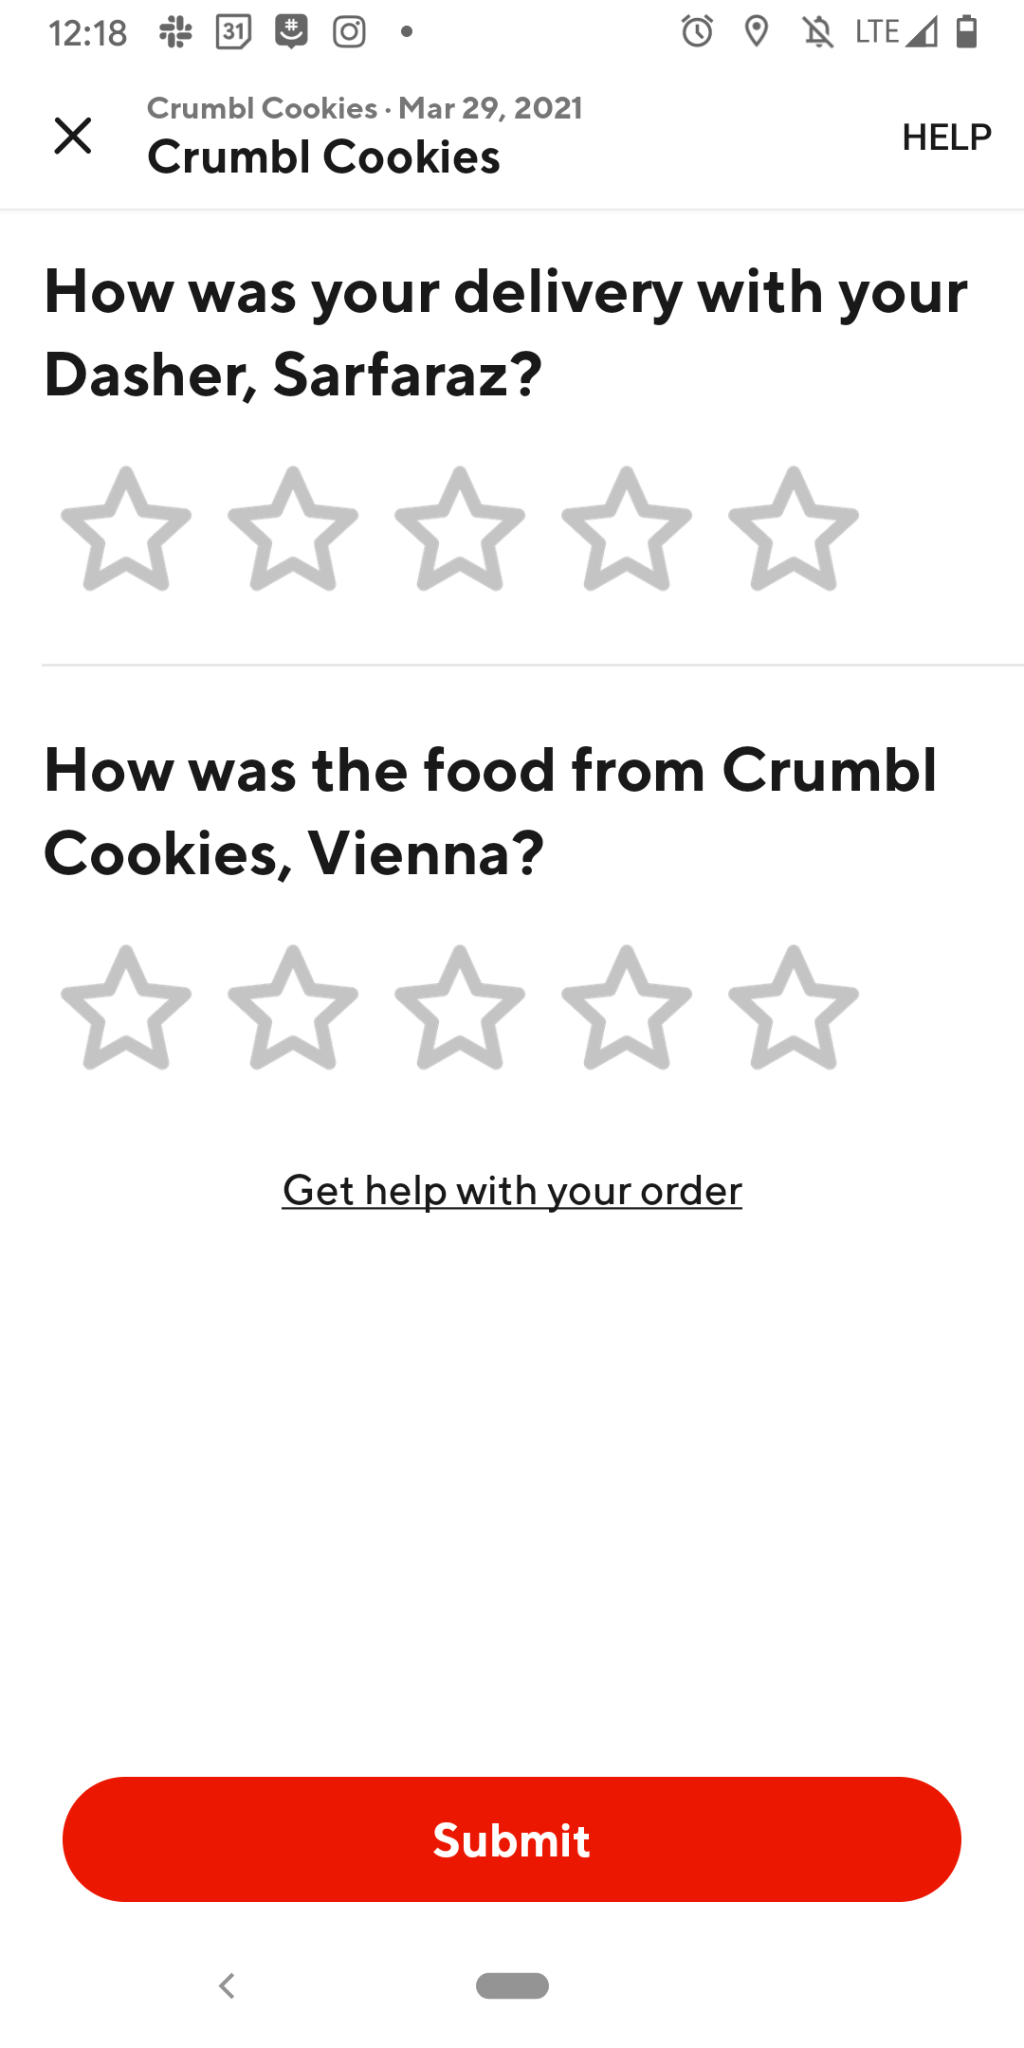 12:18 31 # LTE
Crumbl Cookies · Mar 29, 2021
Crumbl Cookies
HELP
How was your delivery with your
Dasher, Sarfaraz?
How was the food from Crumbl
Cookies, Vienna?
Get help with your order
Submit